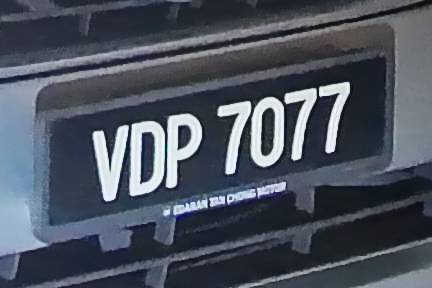 VDP 7077
EDARAN TAN CHONG MOTOR